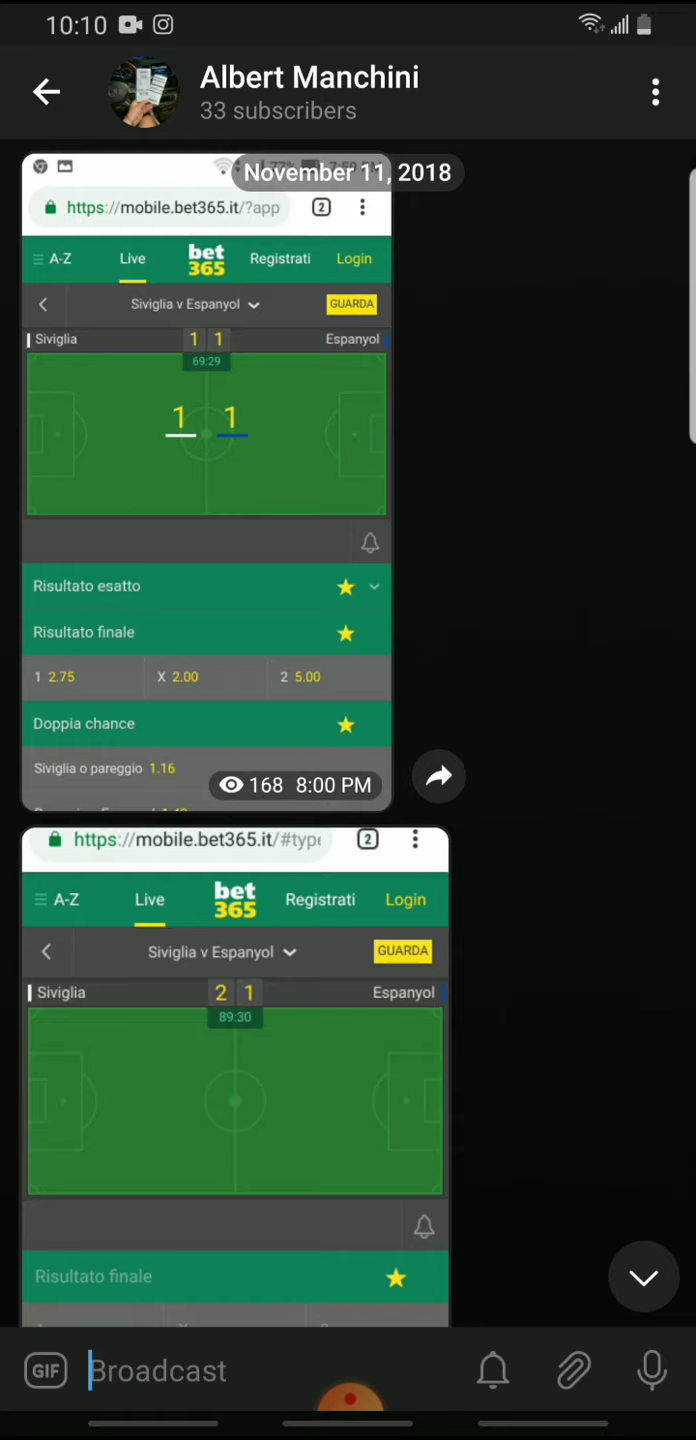 10:10
Albert Manchini
33 subscribers
November 11, 2018
https://mobile.bet365.it/?app
2
A-Z
Live
bet
365
Registrati
Login
Siviglia v Espanyol
GUARDA
Siviglia
1 1
Espanyol
69:29
1 1
Risultato esatto
Risultato finale
1 2.75
X 2.00
2 5.00
Doppia chance
Siviglia o pareggio 1.16
168 8:00 PM
https://mobile.bet365.it/#type
2
A-Z
Live
bet
365
Registrati
Login
Siviglia v Espanyol
GUARDA
Siviglia
2 1
Espanyol
89:30
Risultato finale
GIF
Broadcast